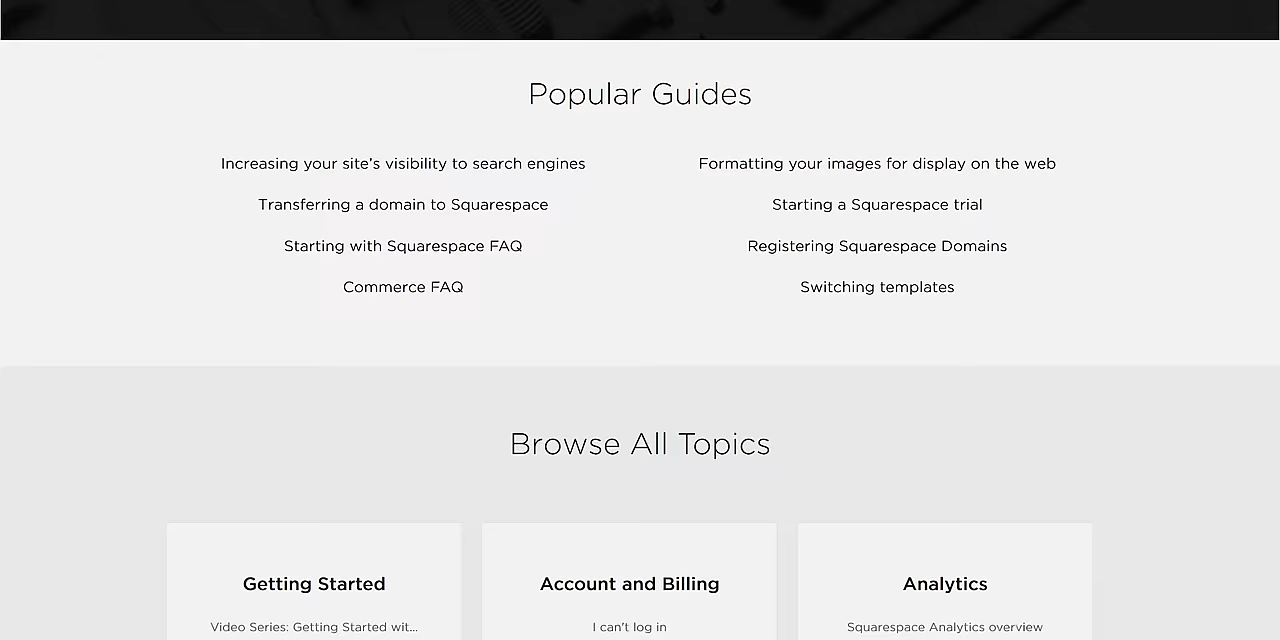 Popular Guides
Increasing your site’s visibility to search engines
Formatting your images for display on the web
Transferring a domain to Squarespace
Starting a Squarespace trial
Starting with Squarespace FAQ
Registering Squarespace Domains
Commerce FAQ
Switching templates
Browse All Topics
Getting Started
Account and Billing
Analytics
Video Series: Getting Started wit...
I can't log in
Squarespace Analytics overview